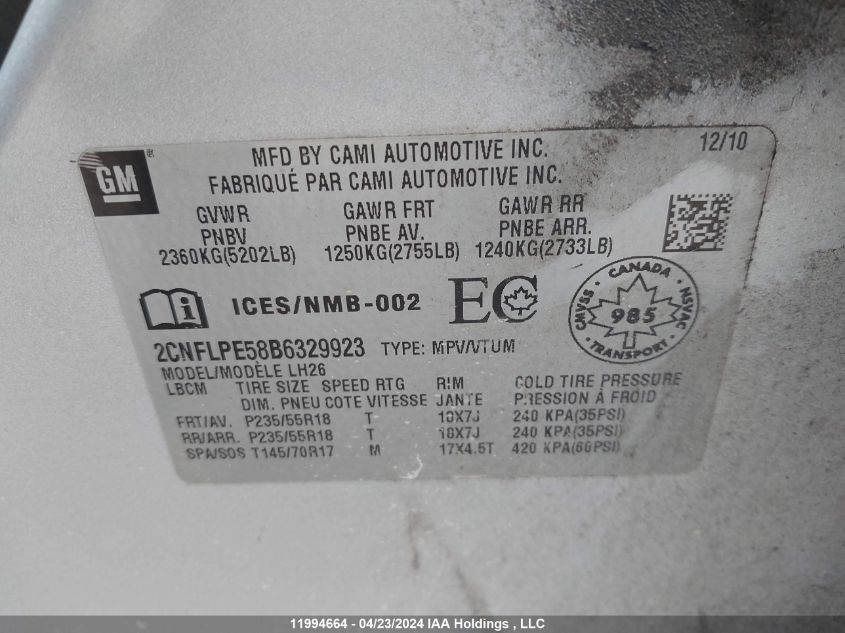 GM
MFD BY CAMI AUTOMOTIVE INC.
12/10
FABRIQUÉ PAR CAMI AUTOMOTIVE INC.
GVWR GAWR FRT GAWR RR
PNBV PNBE AV. PNBE ARR.
2360KG(5202LB) 1250KG(2755LB) 1240KG(2733LB)
ICES/NMB-002 EC
CANADA
CMVSS 985 NSVAC
TRANSPORT
2CNFLPE58B6329923 TYPE: MPV/VTUM
MODEL/MODÈLE LH26
LBCM TIRE SIZE SPEED RTG RIM COLD TIRE PRESSURE
DIM. PNEU COTE VITESSE JANTE PRESSION À FROID
FRT/AV. P235/55R18 T 18X7J 240 KPA(35PSI)
RR/ARR. P235/55R18 T 18X7J 240 KPA(35PSI)
SPA/SOS T145/70R17 M 17X4.5T 420 KPA(60PSI)
11994664 - 04/23/2024 IAA Holdings , LLC